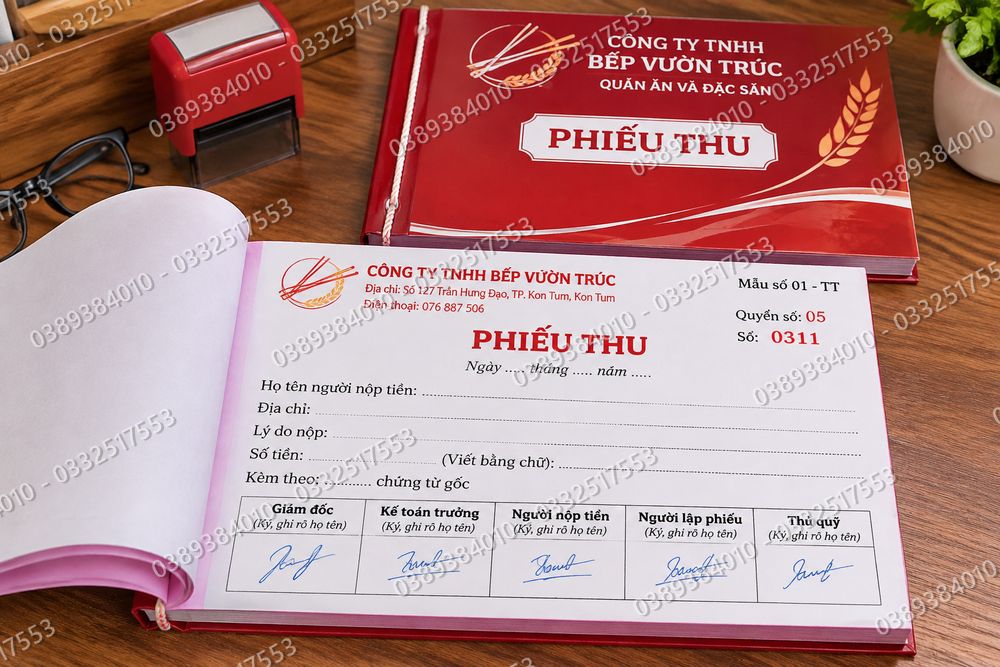 CÔNG TY TNHH
BẾP VƯỜN TRÚC
QUÁN ĂN VÀ ĐẶC SẢN
PHIẾU THU
CÔNG TY TNHH BẾP VƯỜN TRÚC
Địa chỉ: Số 127 Trần Hưng Đạo, TP. Kon Tum, Kon Tum
Điện thoại: 076 887 506
Mẫu số 01 - TT
Quyển số: 05
Số: 0311
PHIẾU THU
Ngày ..... tháng ..... năm .....
Họ tên người nộp tiền:
Địa chỉ:
Lý do nộp:
Số tiền: (Viết bằng chữ):
Kèm theo: .......... chứng từ gốc
Giám đốc Kế toán trưởng Người nộp tiền Người lập phiếu Thủ quỹ
(Ký, ghi rõ họ tên) (Ký, ghi rõ họ tên) (Ký, ghi rõ họ tên) (Ký, ghi rõ họ tên) (Ký, ghi rõ họ tên)
0389384010 - 0332517553